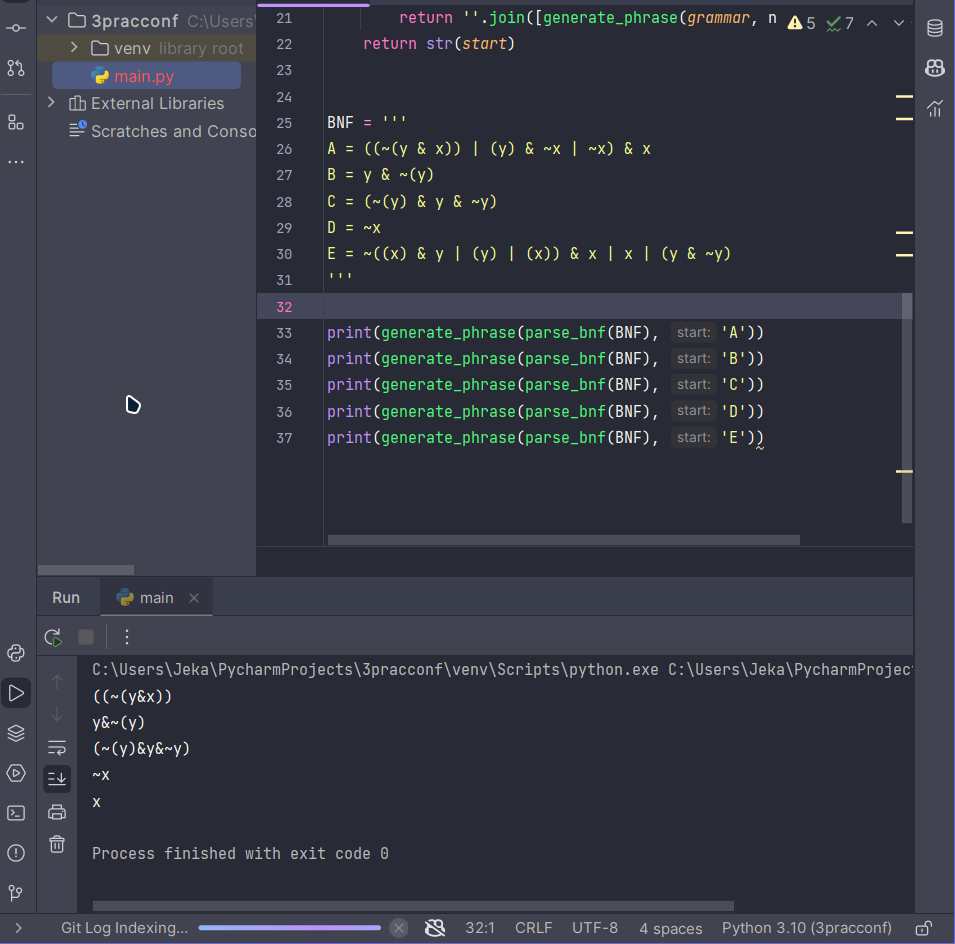 3pracconf C:\Users
venv library root
main.py
External Libraries
Scratches and Conso
21 return ''.join([generate_phrase(grammar, n 5 7
22 return str(start)
23
24
25 BNF = '''
26 A = ((~(y & x)) | (y) & ~x | ~x) & x
27 B = y & ~(y)
28 C = (~(y) & y & ~y)
29 D = ~x
30 E = ~((x) & y | (y) | (x)) & x | x | (y & ~y)
31 '''
32
33 print(generate_phrase(parse_bnf(BNF), start: 'A'))
34 print(generate_phrase(parse_bnf(BNF), start: 'B'))
35 print(generate_phrase(parse_bnf(BNF), start: 'C'))
36 print(generate_phrase(parse_bnf(BNF), start: 'D'))
37 print(generate_phrase(parse_bnf(BNF), start: 'E'))
Run main
C:\Users\Jeka\PycharmProjects\3pracconf\venv\Scripts\python.exe C:\Users\Jeka\PycharmProject
((~(y&x))
y&~(y)
(~(y)&y&~y)
~x
x
Process finished with exit code 0
Git Log Indexing... 32:1 CRLF UTF-8 4 spaces Python 3.10 (3pracconf)